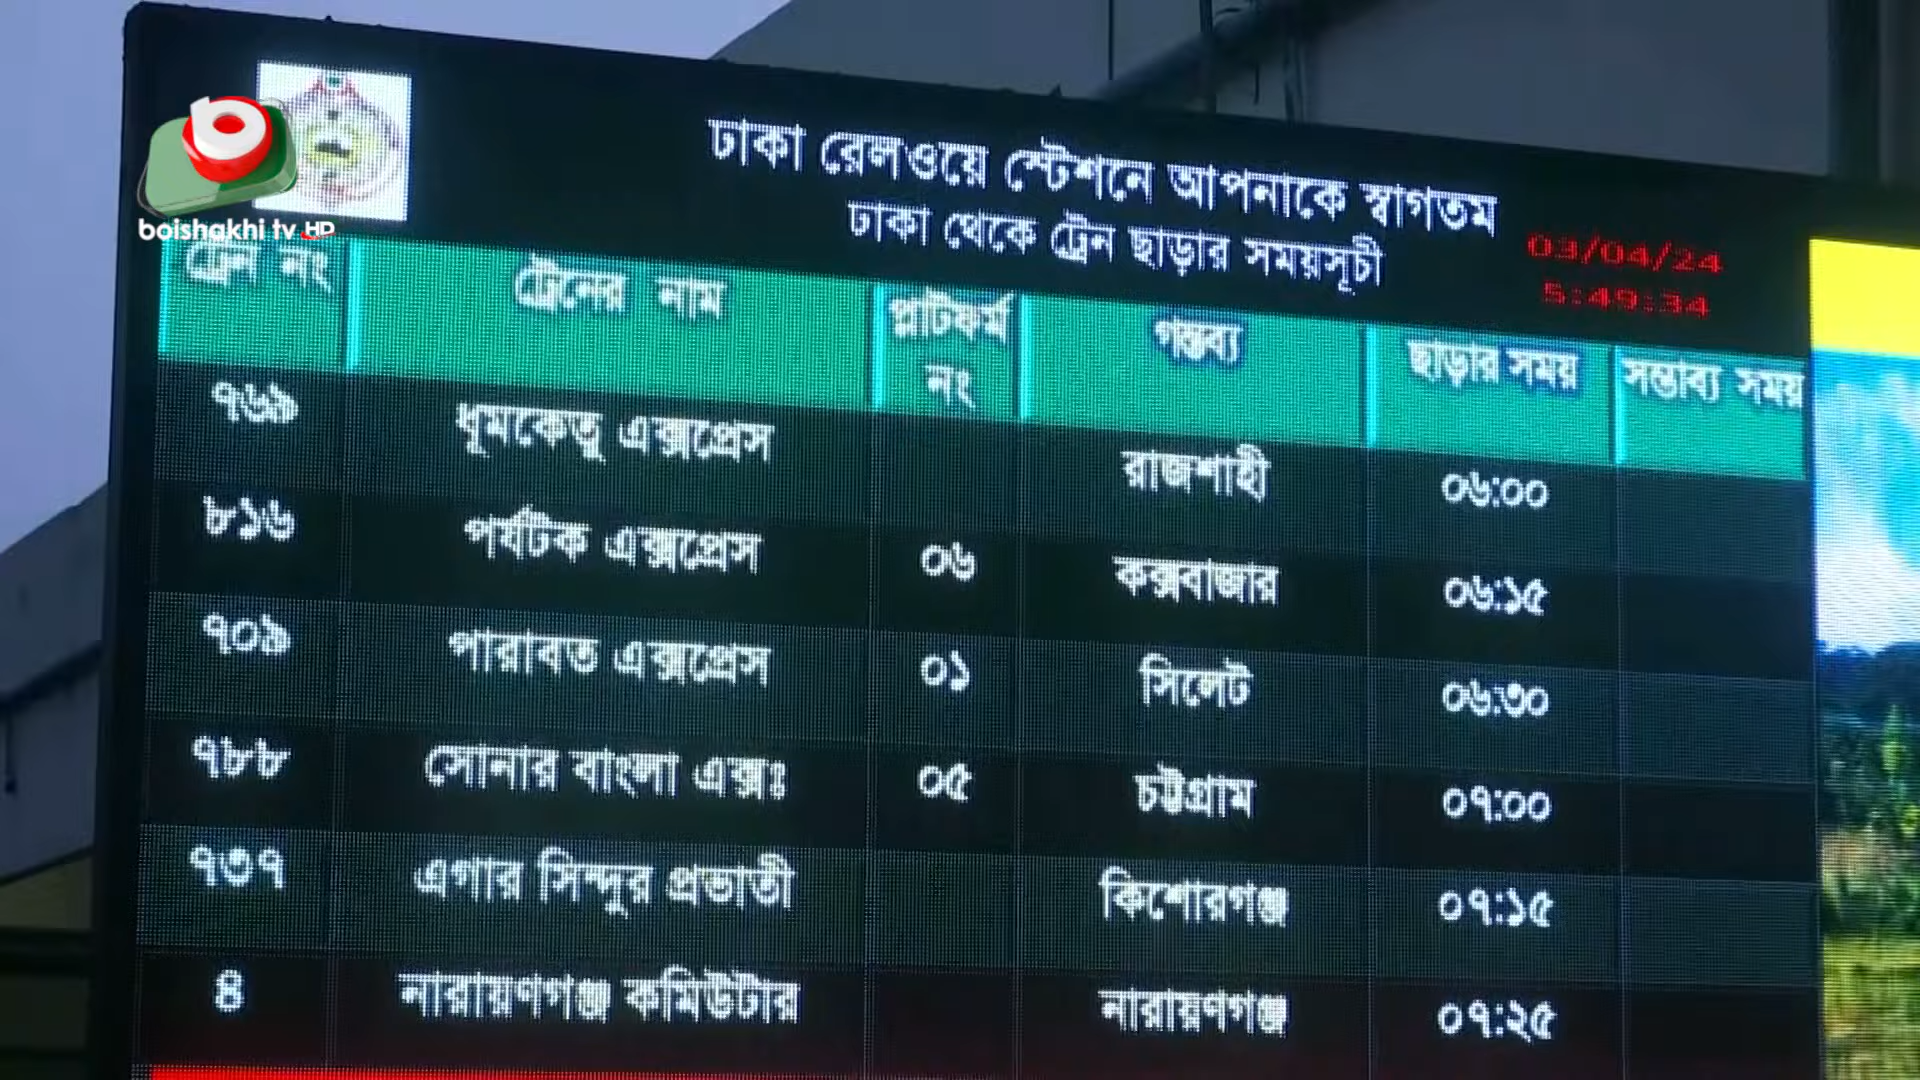 boishakhi tv HD
ঢাকা রেলওয়ে স্টেশনে আপনাকে স্বাগতম
ঢাকা থেকে ট্রেন ছাড়ার সময়সূচী
03/04/24
5:49:34
ট্রেন নং ট্রেনের নাম প্লাটফর্ম নং গন্তব্য ছাড়ার সময় সম্ভাব্য সময়
৭৬৯ ধূমকেতু এক্সপ্রেস রাজশাহী ০৬:০০
৮১৬ পর্যটক এক্সপ্রেস ০৬ কক্সবাজার ০৬:১৫
৭০৯ পারাবত এক্সপ্রেস ০১ সিলেট ০৬:৩০
৭৮৮ সোনার বাংলা এক্সঃ ০৫ চট্টগ্রাম ০৭:০০
৭৩৭ এগার সিন্দুর প্রভাতী কিশোরগঞ্জ ০৭:১৫
৪ নারায়ণগঞ্জ কমিউটার নারায়ণগঞ্জ ০৭:২৫